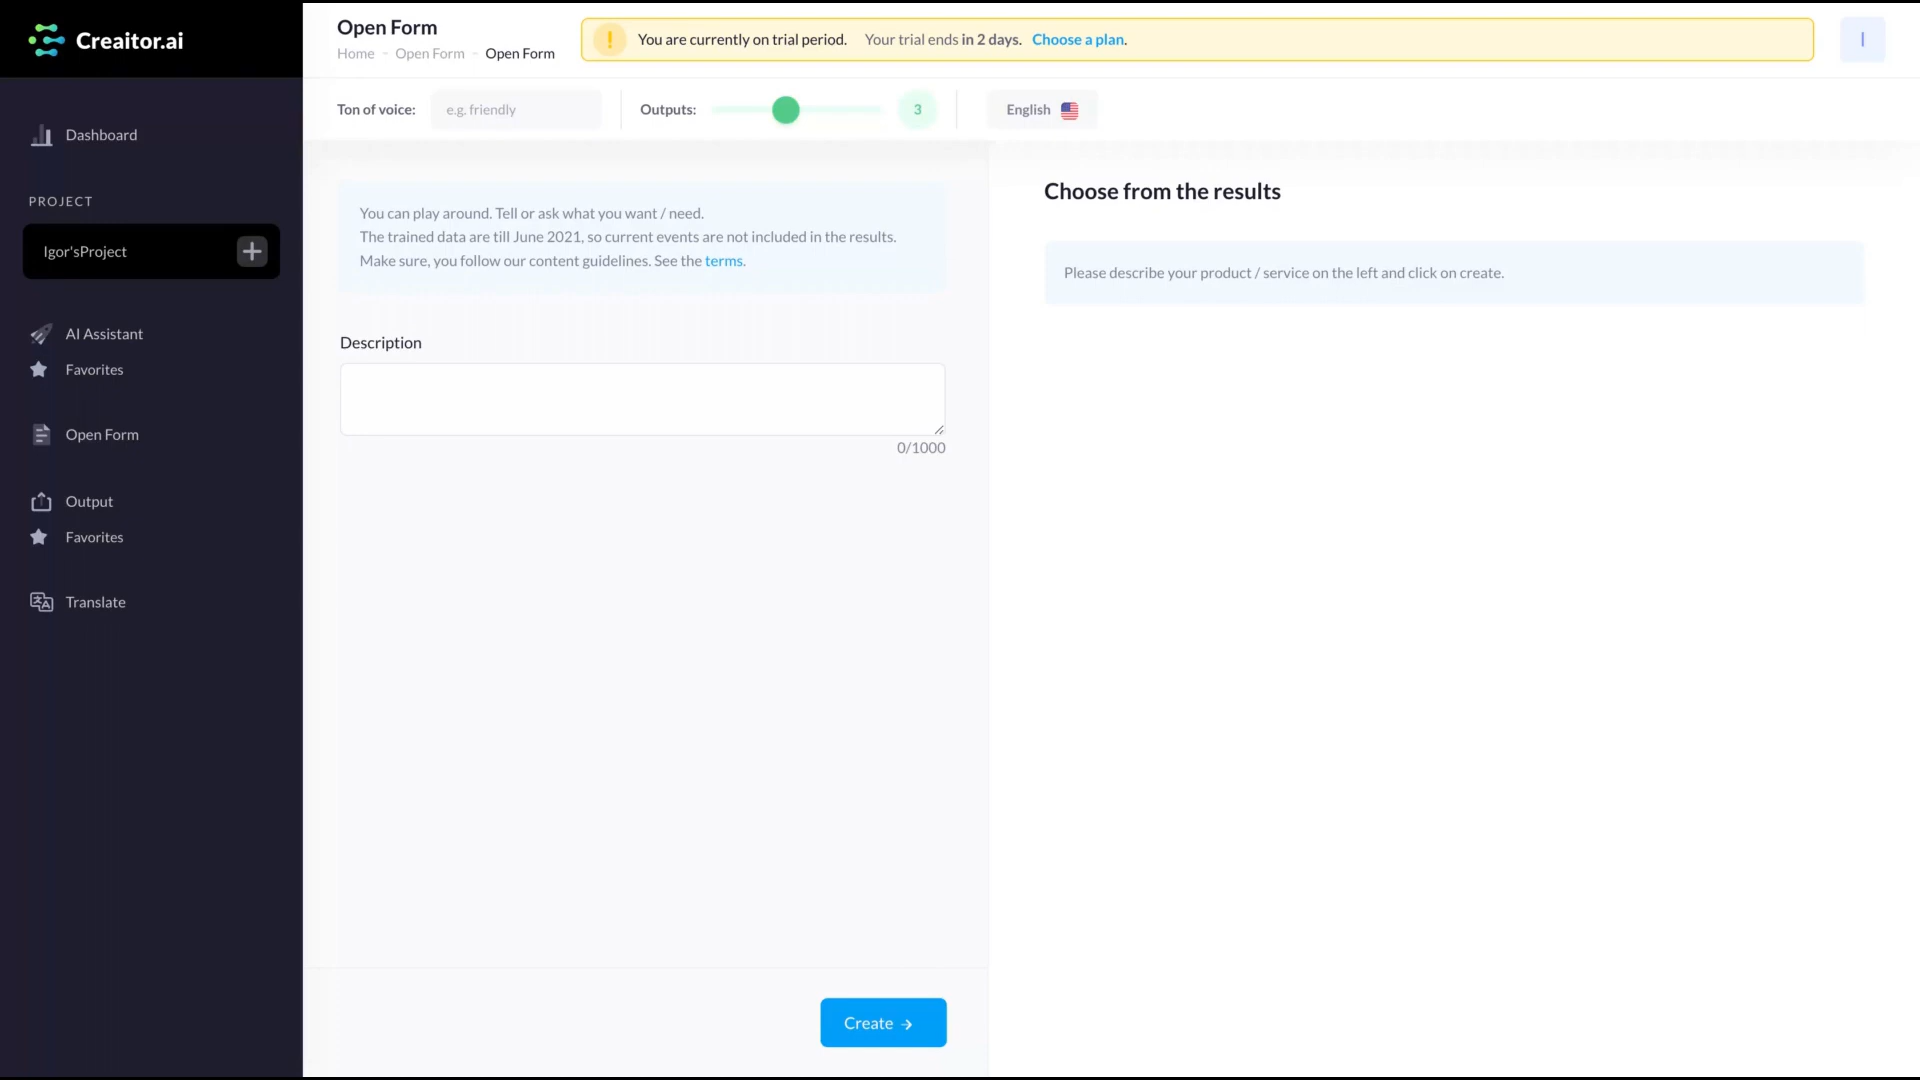 Creaitor.ai
Dashboard
PROJECT
Igor'sProject
AI Assistant
Favorites
Open Form
Output
Favorites
Translate
Open Form
Home - Open Form - Open Form
! You are currently on trial period. Your trial ends in 2 days. Choose a plan.
I
Ton of voice: e.g. friendly
Outputs: 3
English
You can play around. Tell or ask what you want / need.
The trained data are till June 2021, so current events are not included in the results.
Make sure, you follow our content guidelines. See the terms.
Description
0/1000
Create →
Choose from the results
Please describe your product / service on the left and click on create.